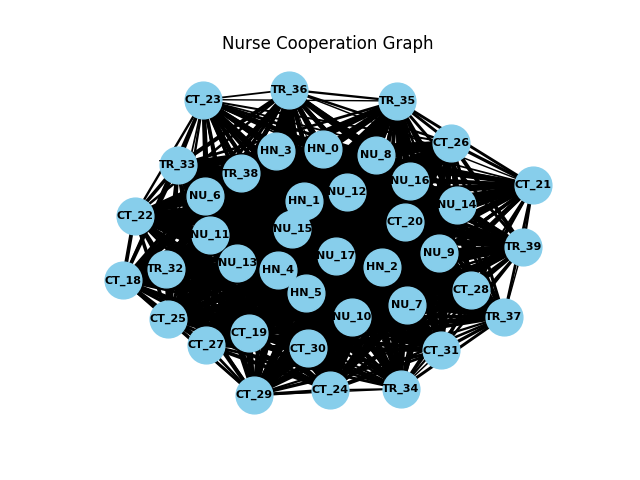 Nurse Cooperation Graph
TR_36
CT_23
TR_35
CT_26
HN_0
HN_3
NU_8
TR_33
TR_38
NU_16
CT_21
NU_12
NU_6
HN_1
NU_14
CT_22
CT_20
NU_15
NU_11
TR_39
NU_9
NU_17
NU_13
HN_2
TR_32
HN_4
CT_18
CT_28
HN_5
NU_7
NU_10
TR_37
CT_25
CT_19
CT_27
CT_30
CT_31
TR_34
CT_24
CT_29